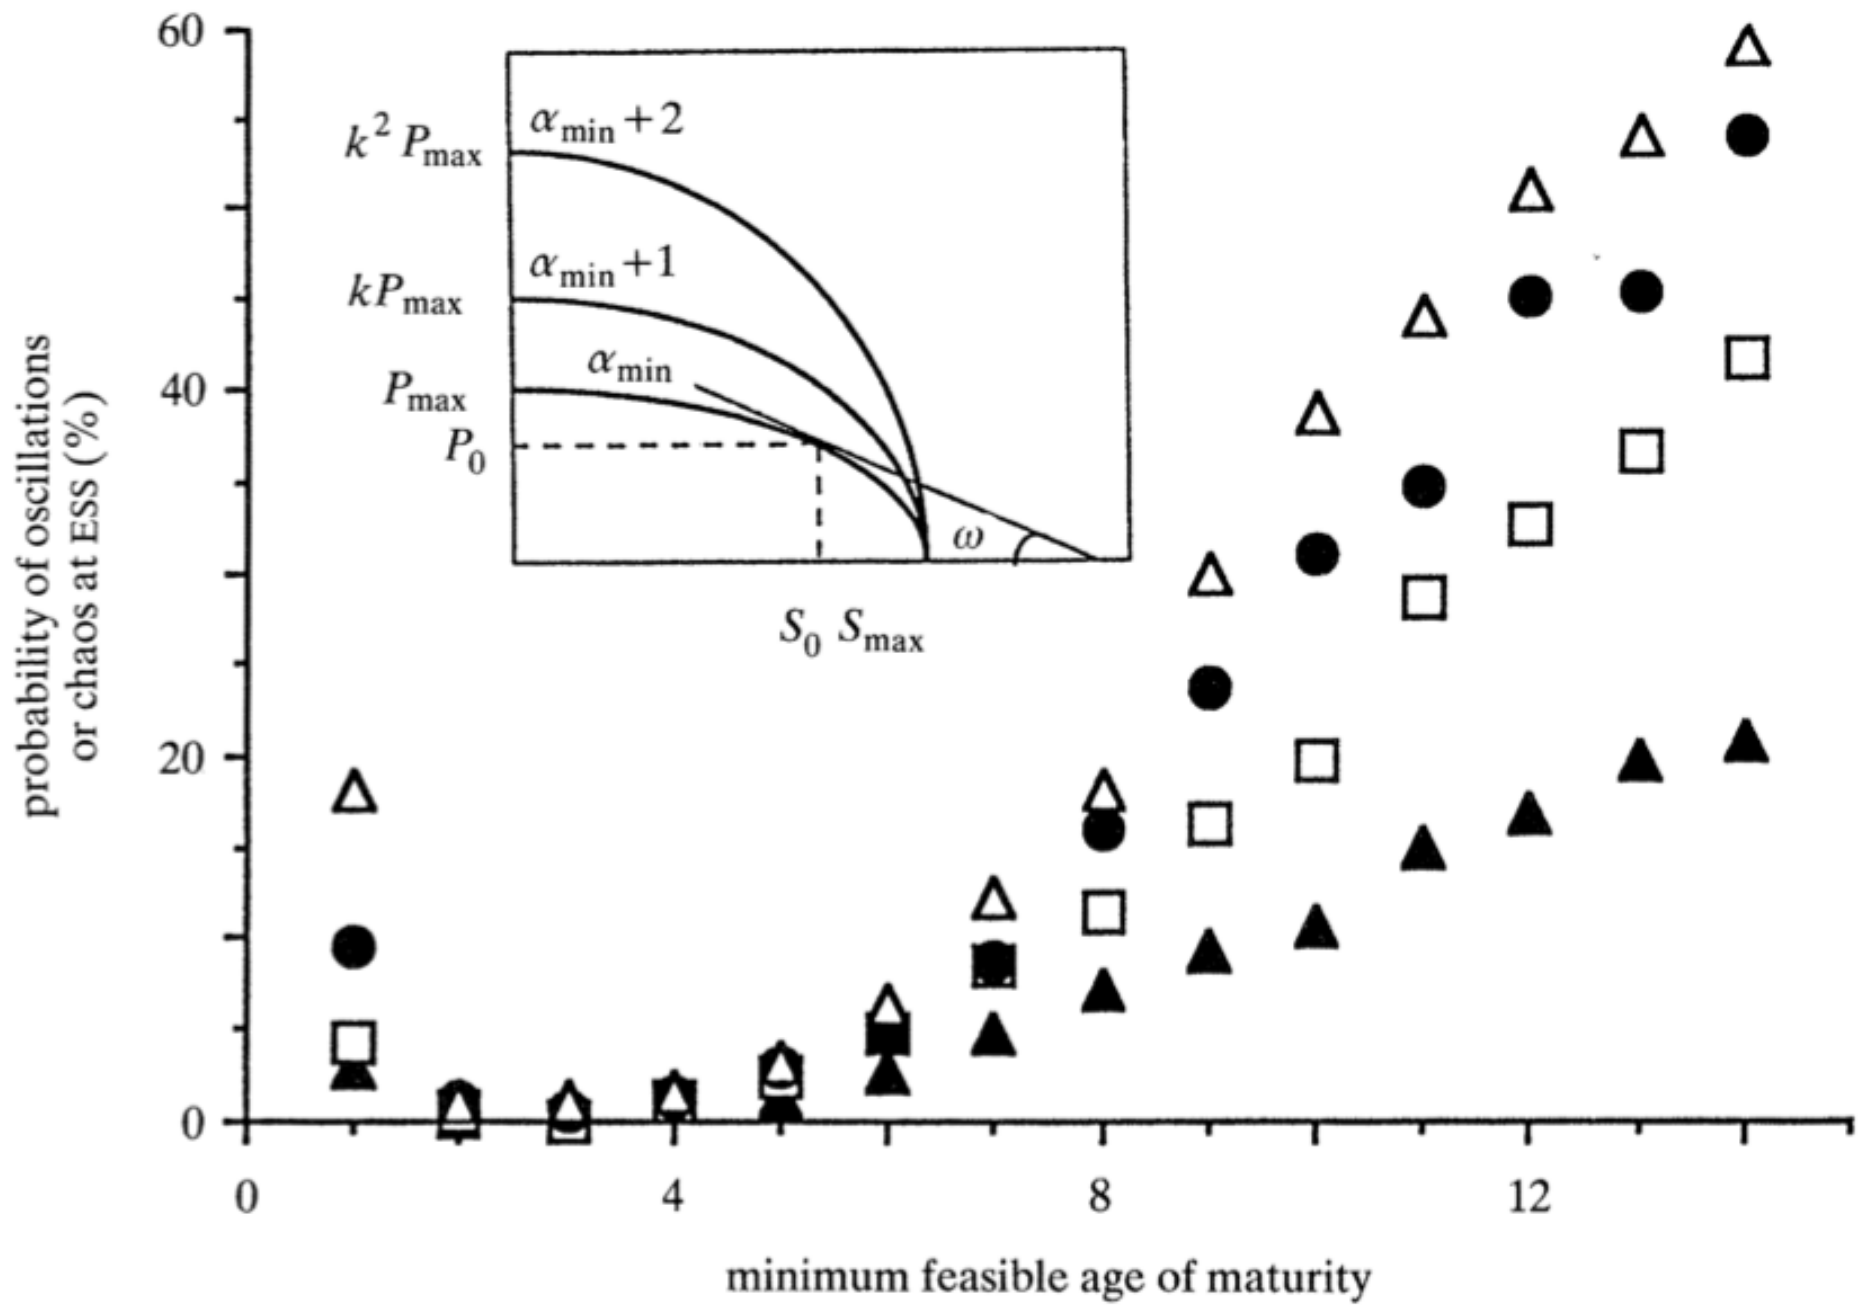 probability of oscillations
or chaos at ESS (%)
60
40
20
0
k² Pmax
kPmax
Pmax
P0
αmin +2
αmin +1
αmin
ω
S0 Smax
0 4 8 12
minimum feasible age of maturity